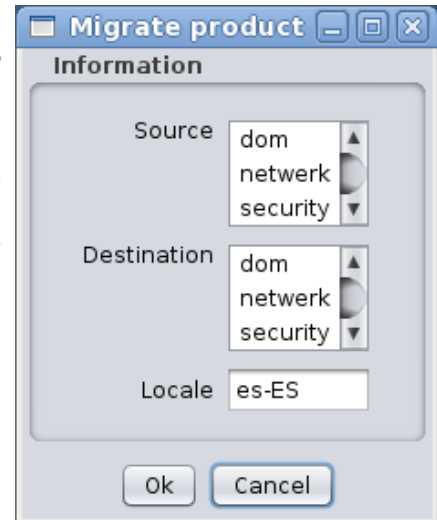 Migrate product
Information
Source
dom
netwerk
security
Destination
dom
netwerk
security
Locale
es-ES
Ok
Cancel